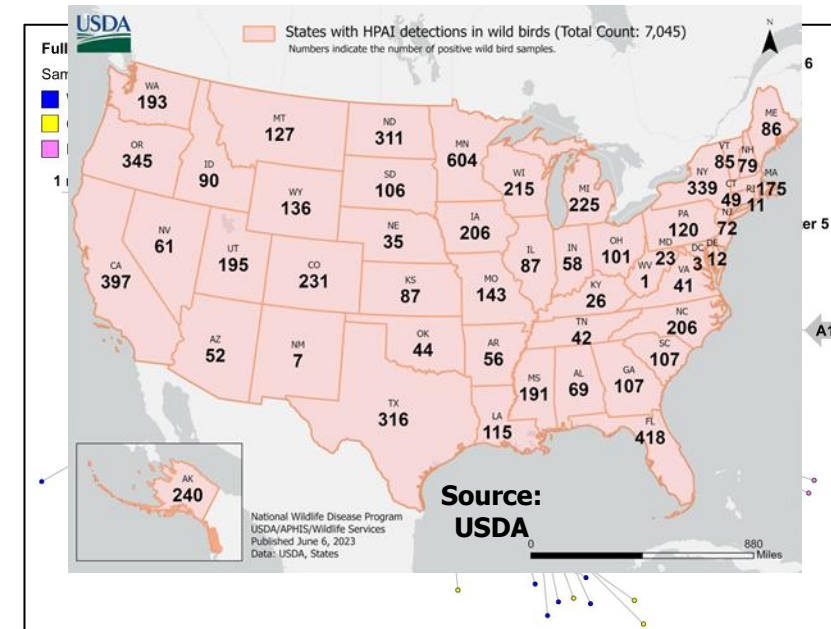 USDA
States with HPAI detections in wild birds (Total Count: 7,045)
Numbers indicate the number of positive wild bird samples.
N
Full
Sam
6
1
er 5
A1
WA
193
OR
345
CA
397
NV
61
ID
90
MT
127
WY
136
UT
195
CO
231
AZ
52
NM
7
ND
311
SD
106
NE
35
KS
87
OK
44
TX
316
MN
604
IA
206
MO
143
AR
56
LA
115
WI
215
IL
87
MI
225
IN
58
OH
101
KY
26
TN
42
MS
191
AL
69
GA
107
FL
418
SC
107
NC
206
VA
41
WV
1
MD
23
DC
3
DE
12
PA
120
NJ
72
NY
339
CT
49
RI
11
MA
175
VT
85
NH
79
ME
86
AK
240
National Wildlife Disease Program
USDA/APHIS/Wildlife Services
Published June 6, 2023
Data: USDA, States
Source:
USDA
0
880
Miles